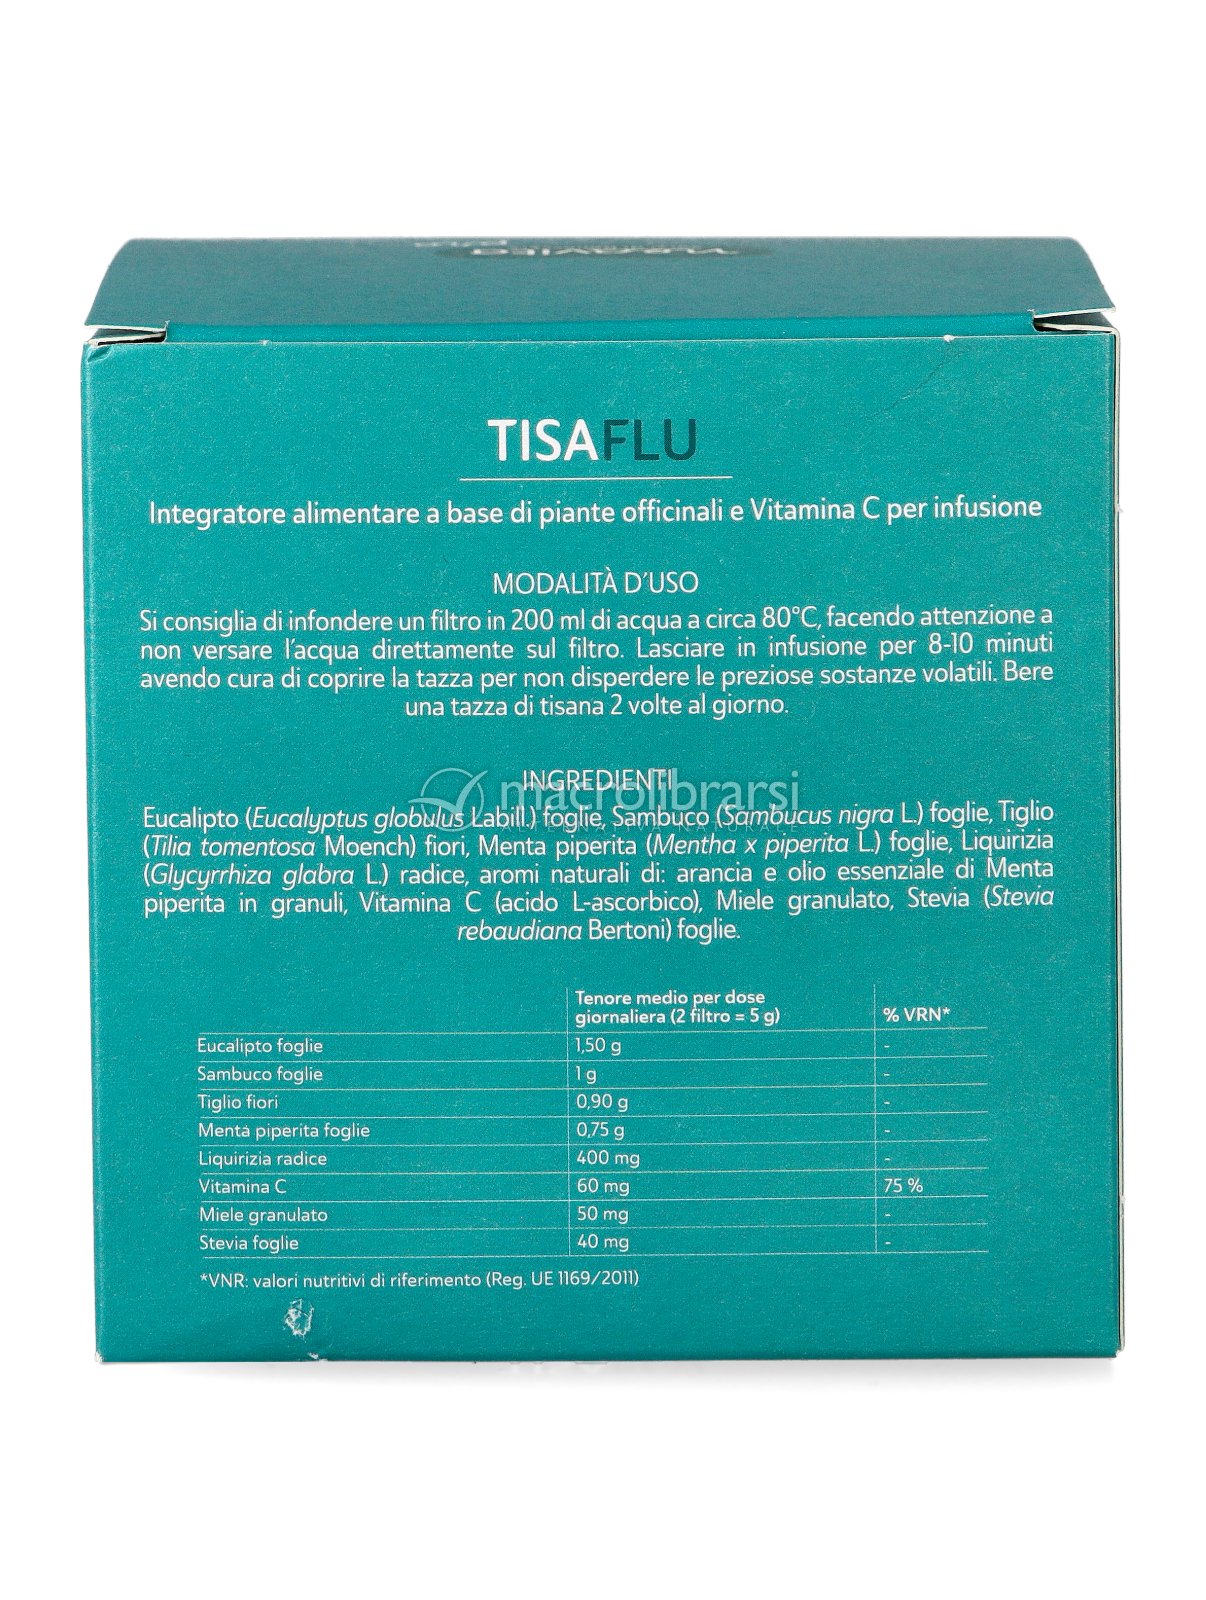 TISAFLU
Integratore alimentare a base di piante officinali e Vitamina C per infusione
MODALITÀ D'USO
Si consiglia di infondere un filtro in 200 ml di acqua a circa 80°C, facendo attenzione a
non versare l'acqua direttamente sul filtro. Lasciare in infusione per 8-10 minuti
avendo cura di coprire la tazza per non disperdere le preziose sostanze volatili. Bere
una tazza di tisana 2 volte al giorno.
INGREDIENTI
macrolibrarsi
ALTERNATIVA NATURALE
Eucalipto (Eucalyptus globulus Labill.) foglie, Sambuco (Sambucus nigra L.) foglie, Tiglio
(Tilia tomentosa Moench) fiori, Menta piperita (Mentha x piperita L.) foglie, Liquirizia
(Glycyrrhiza glabra L.) radice, aromi naturali di: arancia e olio essenziale di Menta
piperita in granuli, Vitamina C (acido L-ascorbico), Miele granulato, Stevia (Stevia
rebaudiana Bertoni) foglie.
Tenore medio per dose
giornaliera (2 filtro = 5 g) % VRN*
Eucalipto foglie 1,50 g -
Sambuco foglie 1 g -
Tiglio fiori 0,90 g -
Menta piperita foglie 0,75 g -
Liquirizia radice 400 mg -
Vitamina C 60 mg 75 %
Miele granulato 50 mg -
Stevia foglie 40 mg -
*VNR: valori nutritivi di riferimento (Reg. UE 1169/2011)